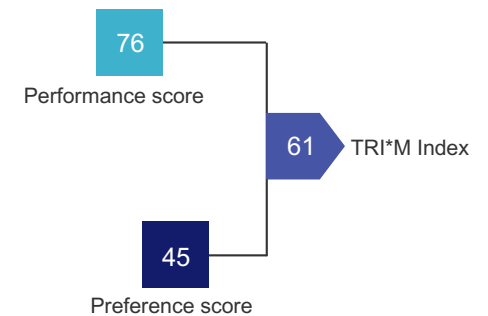 76
Performance score
61
TRI*M Index
45
Preference score